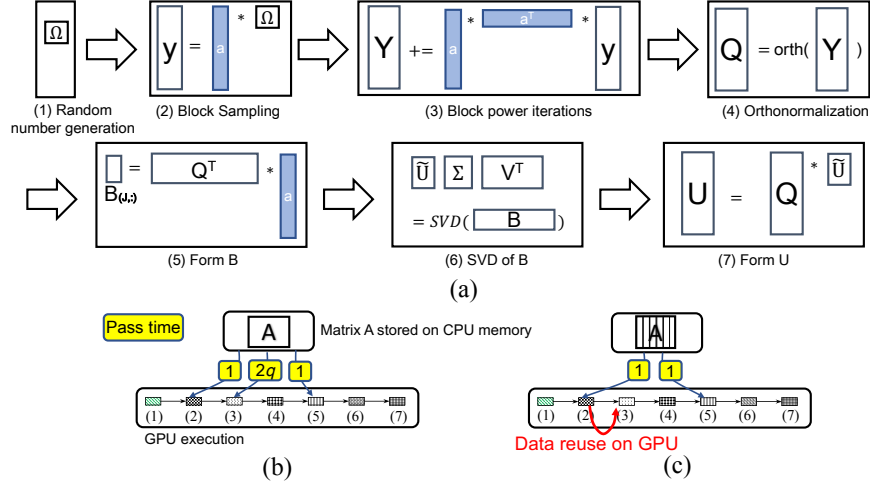 Ω
y = a * Ω
Y += a * aᵀ * y
Q = orth( Y )
(1) Random
number generation
(2) Block Sampling
(3) Block power iterations
(4) Orthonormalization
B(J,:) = Qᵀ * a
Ũ Σ Vᵀ
= SVD( B )
U = Q * Ũ
(5) Form B
(6) SVD of B
(7) Form U
(a)
Pass time
A
Matrix A stored on CPU memory
1 2q 1
(1) (2) (3) (4) (5) (6) (7)
GPU execution
(b)
A
1 1
(1) (2) (3) (4) (5) (6) (7)
Data reuse on GPU
(c)